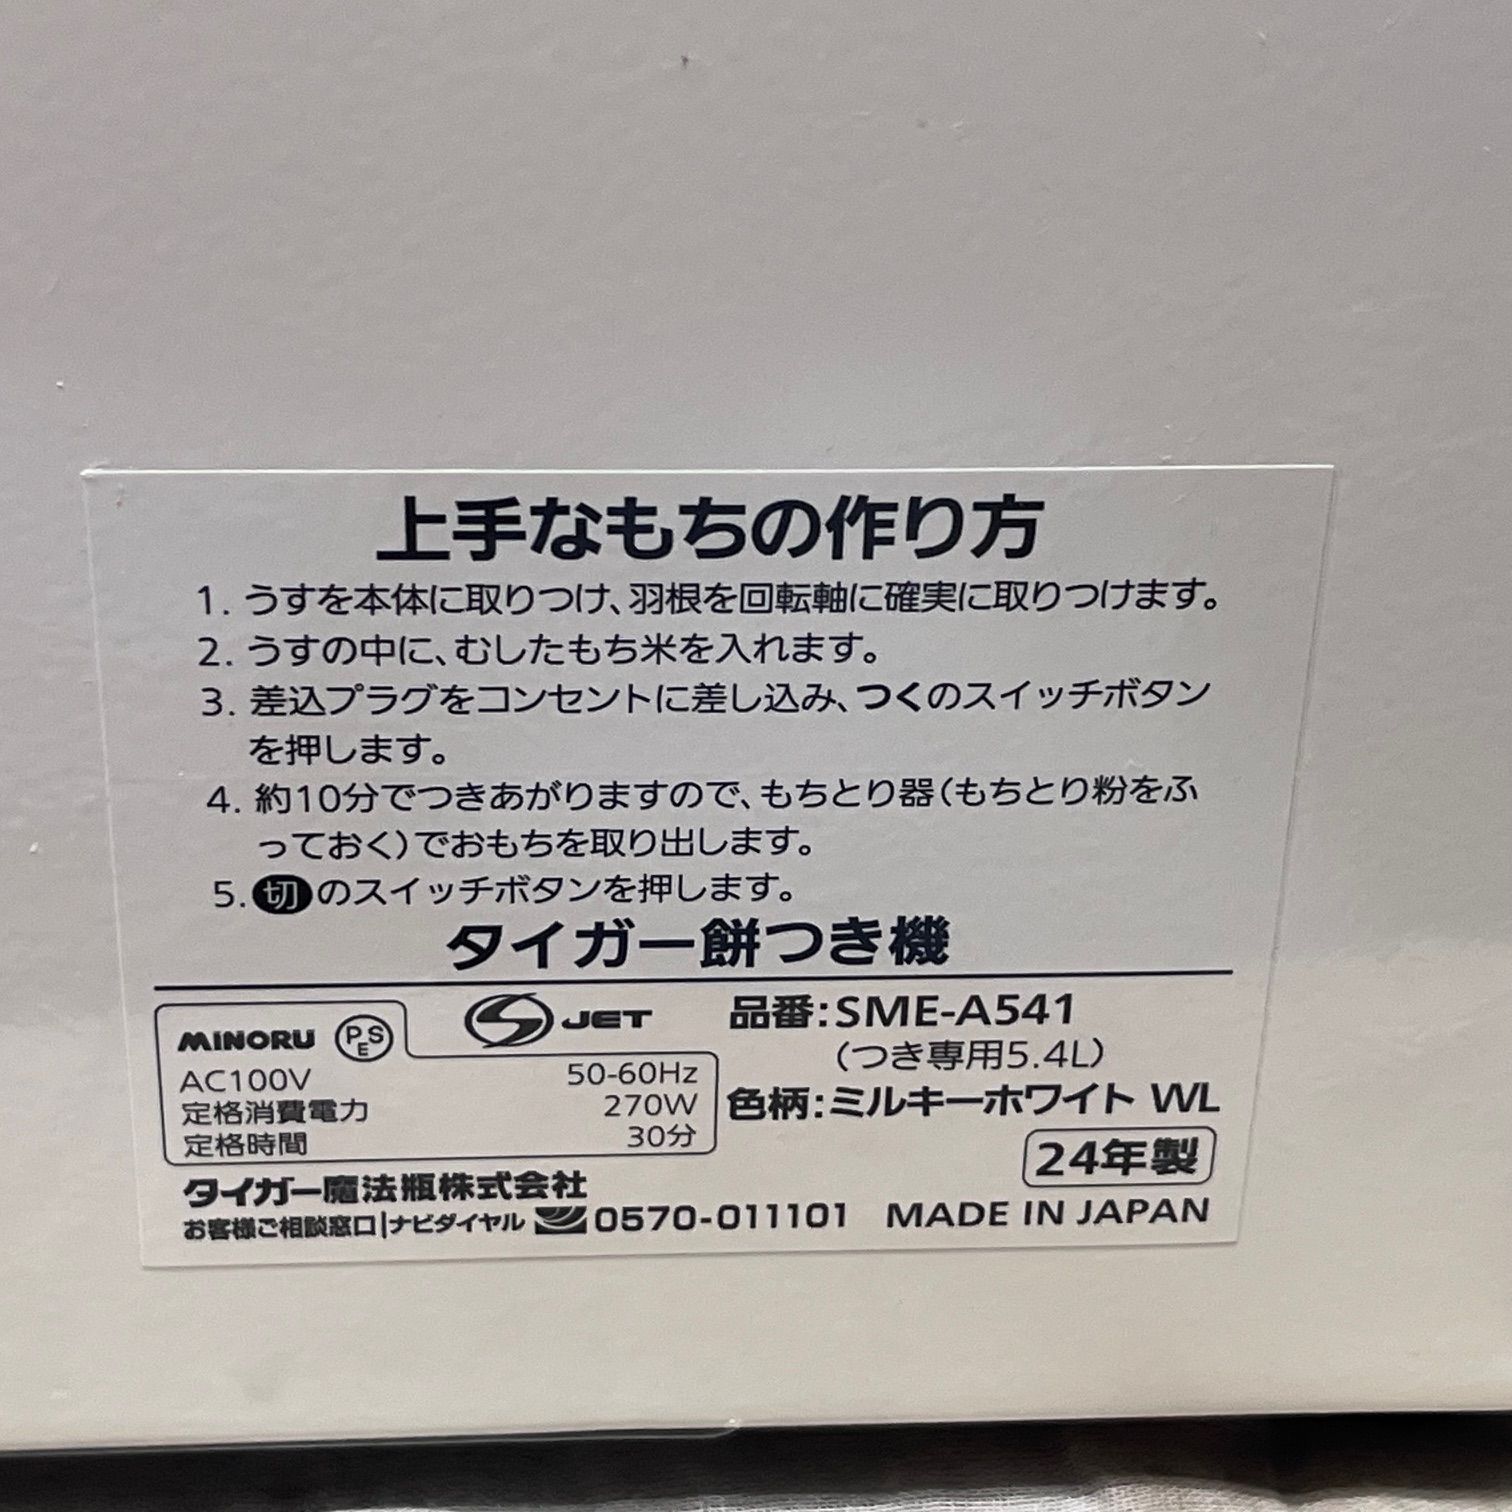 上手なもちの作り方
1. うすを本体に取りつけ、羽根を回転軸に確実に取りつけます。
2. うすの中に、むしたもち米を入れます。
3. 差込プラグをコンセントに差し込み、つくのスイッチボタン
を押します。
4. 約10分でつきあがりますので、もちとり器(もちとり粉をふ
っておく)でおもちを取り出します。
5. 切のスイッチボタンを押します。
タイガー餅つき機
MINORU PSE
S JET
AC100V 50-60Hz
定格消費電力 270W
定格時間 30分
品番:SME-A541
(つき専用5.4L)
色柄:ミルキーホワイト WL
24年製
タイガー魔法瓶株式会社
お客様ご相談窓口|ナビダイヤル 0570-011101 MADE IN JAPAN